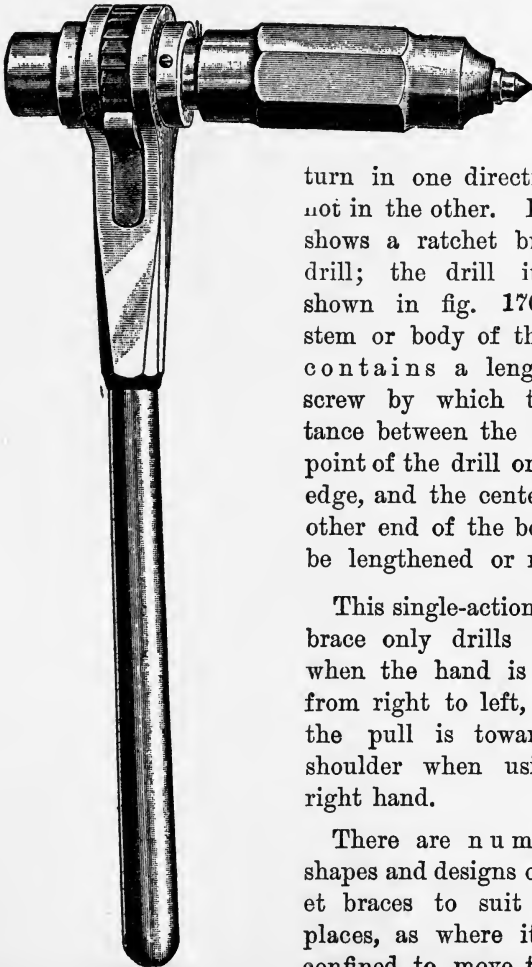 turn in one direct
not in the other.
shows a ratchet b
drill; the drill i
shown in fig. 17
stem or body of th
contains a leng
screw by which t
tance between the
point of the drill or
edge, and the cente
other end of the b
be lengthened or
This single-action
brace only drills
when the hand is
from right to left,
the pull is towar
shoulder when usi
right hand.
There are num
shapes and designs
et braces to suit
places, as where it
confined to move t